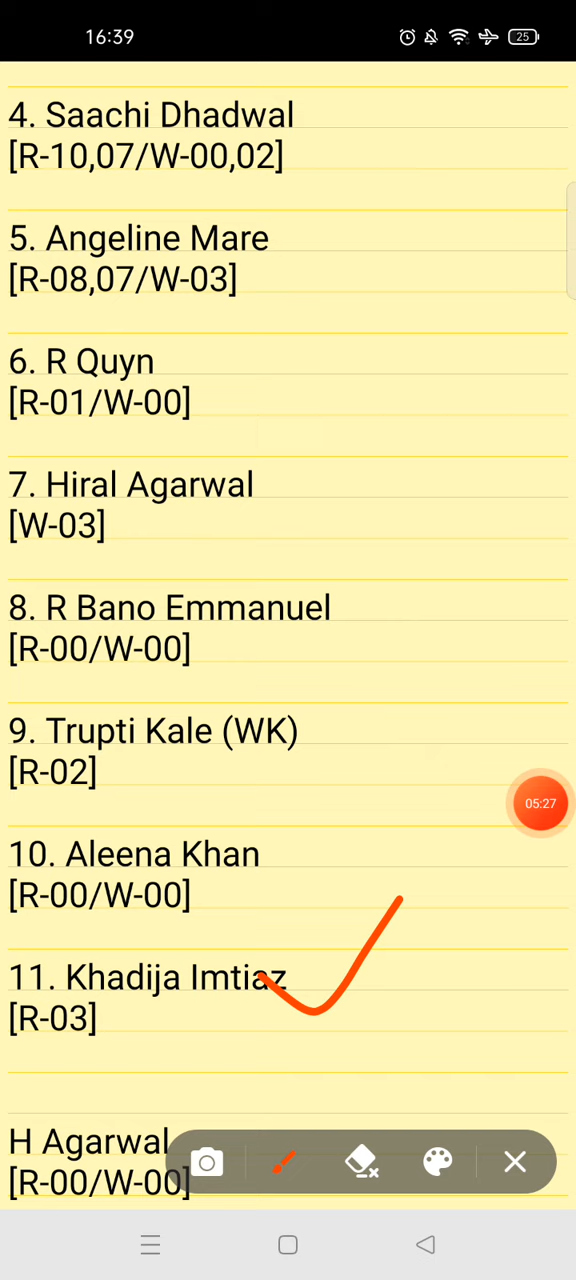 16:39
25
4. Saachi Dhadwal
[R-10,07/W-00,02]
5. Angeline Mare
[R-08,07/W-03]
6. R Quyn
[R-01/W-00]
7. Hiral Agarwal
[W-03]
8. R Bano Emmanuel
[R-00/W-00]
9. Trupti Kale (WK)
[R-02]
05:27
10. Aleena Khan
[R-00/W-00]
11. Khadija Imtiaz
[R-03]
H Agarwal
[R-00/W-00]